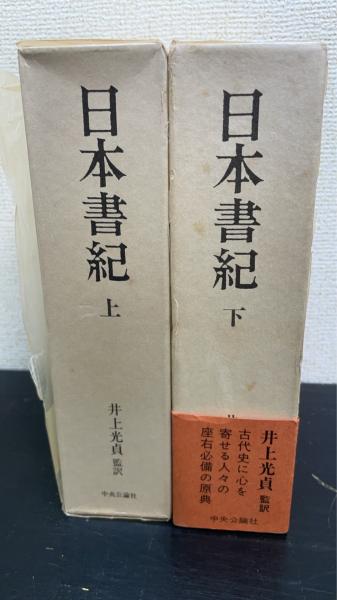 日本書紀
上
井上光貞 監訳
中央公論社
日本書紀
下
井上光貞 監訳
古代史に心を
寄せる人々の
座右必備の原典
中央公論社